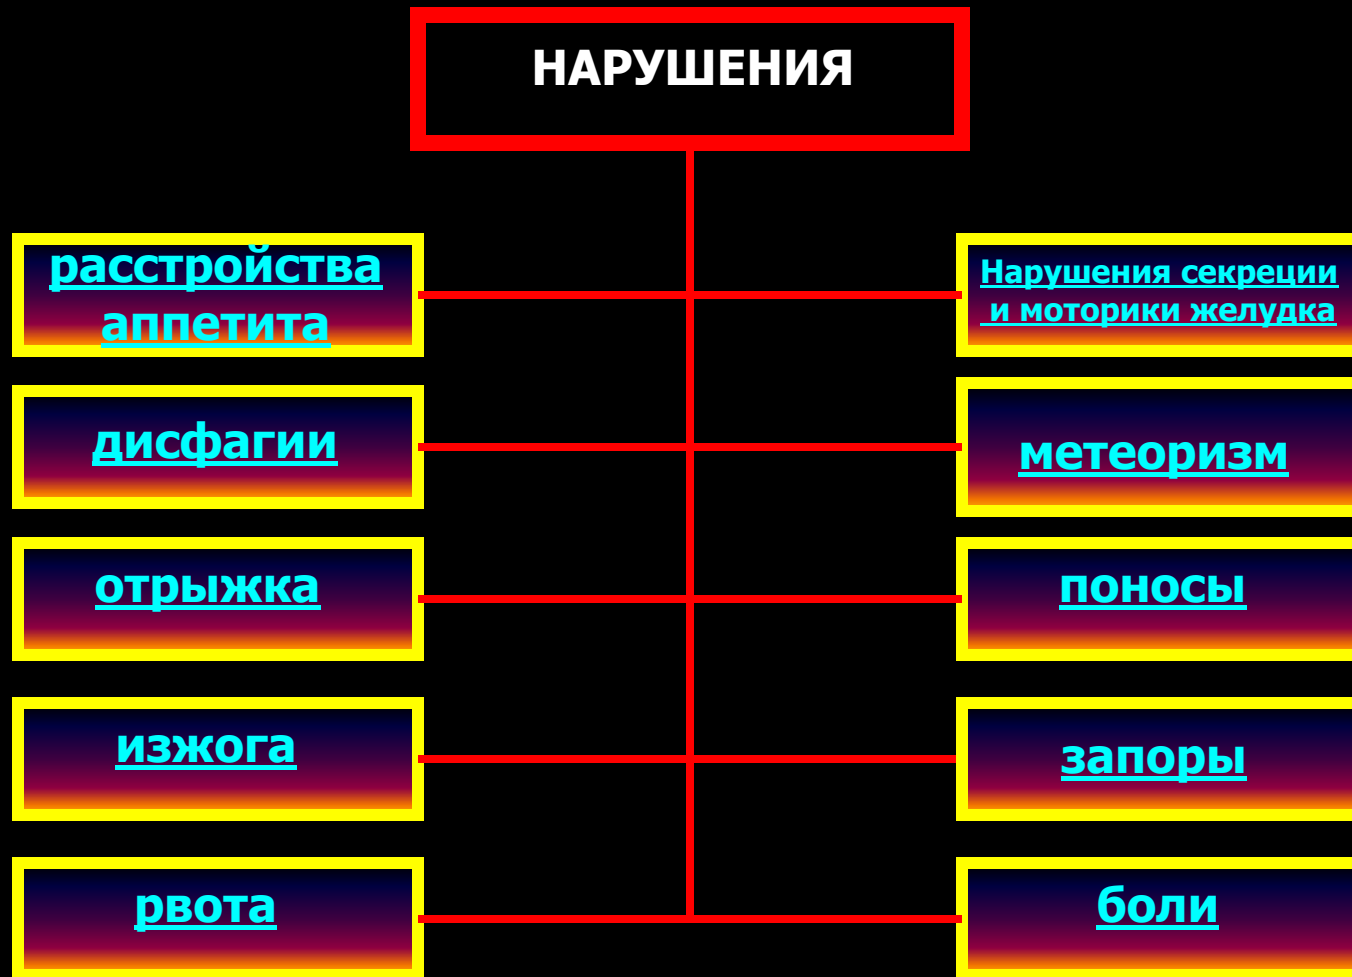 НАРУШЕНИЯ
расстройства
аппетита
Нарушения секреции
и моторики желудка
дисфагии
метеоризм
отрыжка
поносы
изжога
запоры
рвота
боли